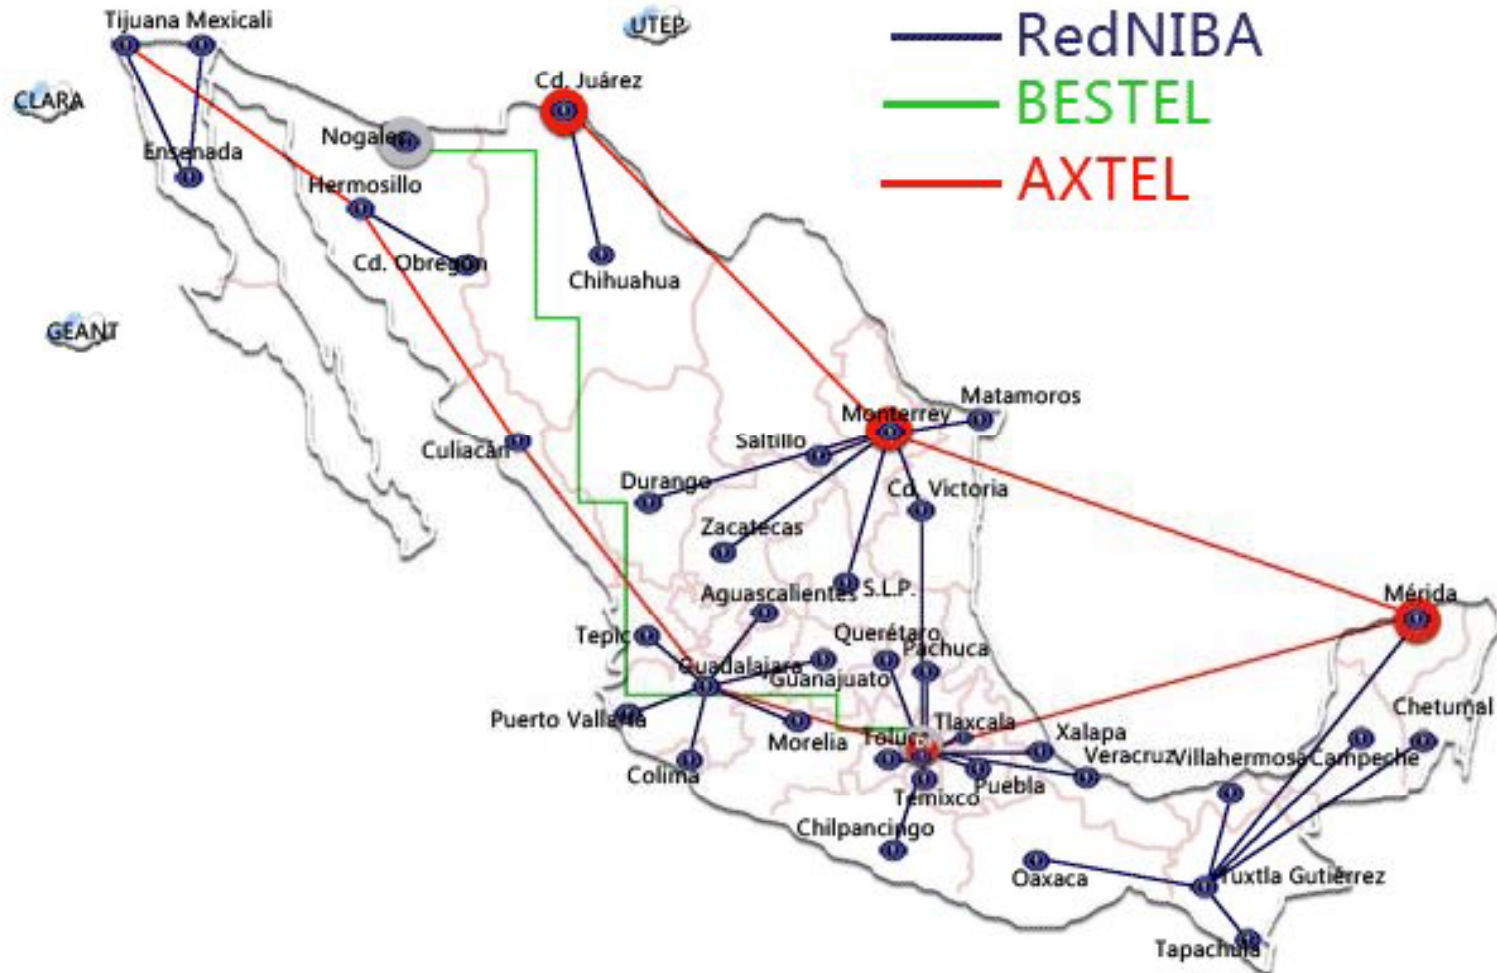 Tijuana Mexicali
UTEP
RedNIBA
CLARA
Cd. Juárez
BESTEL
Nogales
Ensenada
Hermosillo
AXTEL
Cd. Obregón
Chihuahua
GEANT
Matamoros
Monterrey
Saltillo
Culiacán
Durango
Cd. Victoria
Zacatecas
Aguascalientes
S.L.P.
Mérida
Tepic
Querétaro
Pachuca
Guadalajara
Guanajuato
Puerto Vallarta
Morelia
Toluca
Tlaxcala
Xalapa
Chetumal
Colima
Temixco
Puebla
Veracruz
Villahermosa
Campeche
Chilpancingo
Oaxaca
Tuxtla Gutiérrez
Tapachula